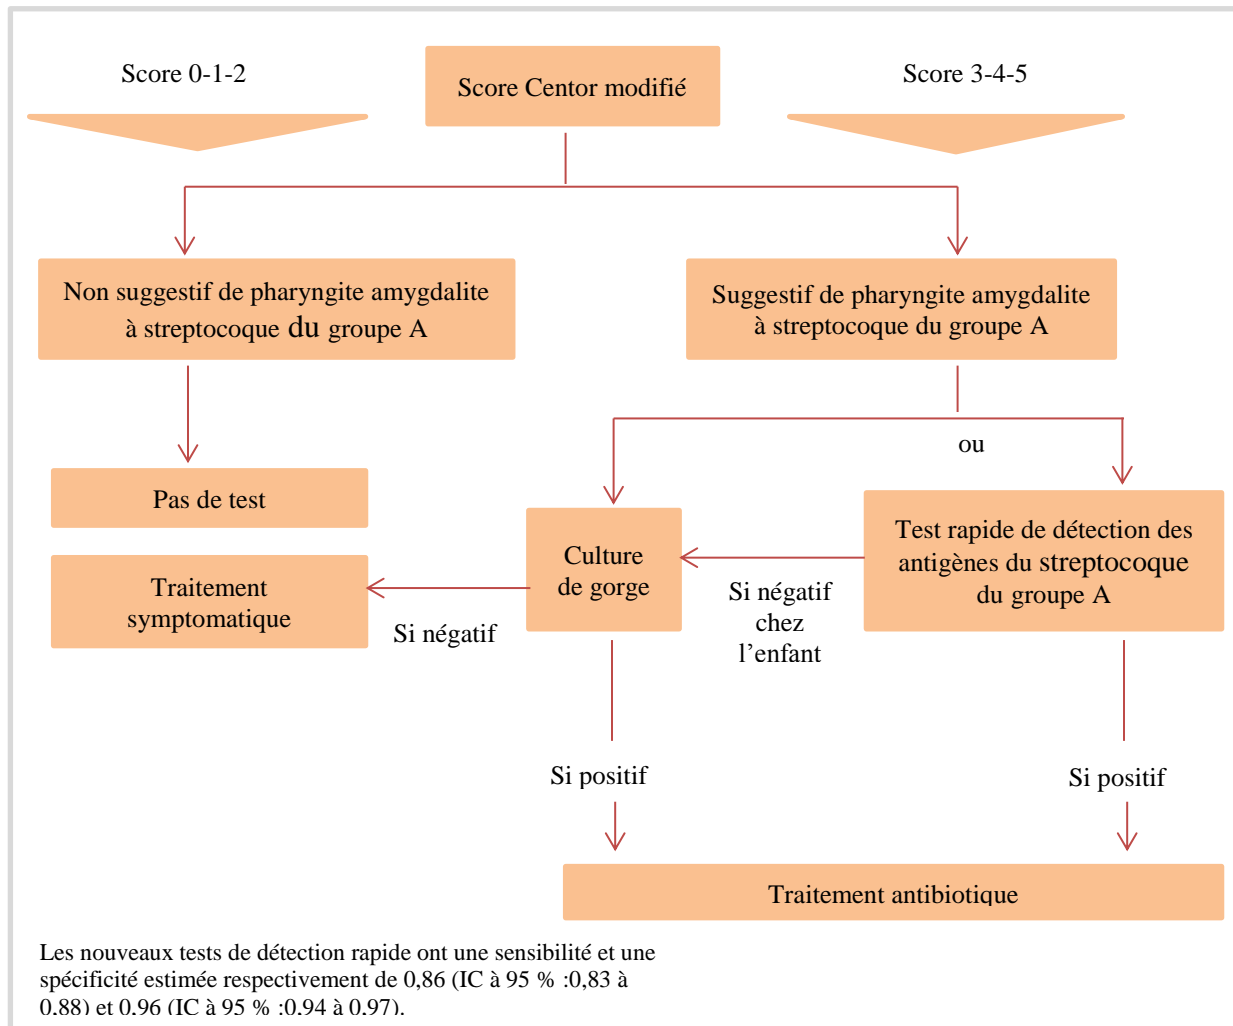 Score 0-1-2
Score Centor modifié
Score 3-4-5
Non suggestif de pharyngite amygdalite
à streptocoque du groupe A
Suggestif de pharyngite amygdalite
à streptocoque du groupe A
ou
Pas de test
Culture
de gorge
Test rapide de détection des
antigènes du streptocoque
du groupe A
Traitement
symptomatique
Si négatif
Si négatif
chez
l’enfant
Si positif
Si positif
Traitement antibiotique
Les nouveaux tests de détection rapide ont une sensibilité et une
spécificité estimée respectivement de 0,86 (IC à 95 % :0,83 à
0,88) et 0,96 (IC à 95 % :0,94 à 0,97).